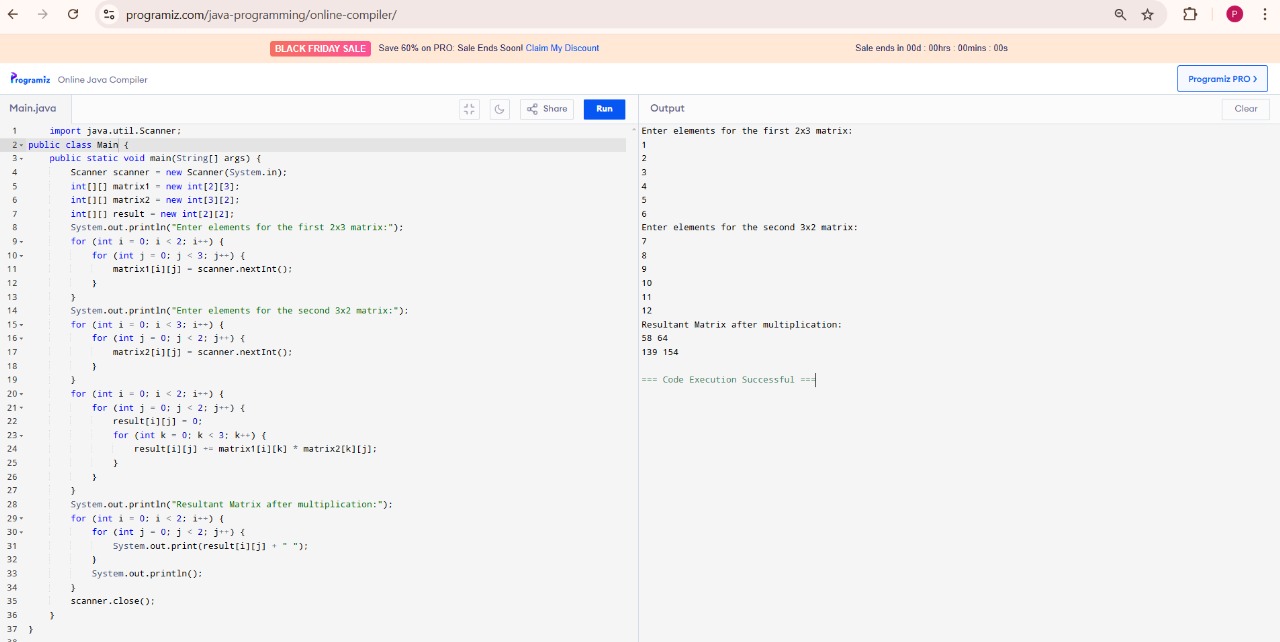 programiz.com/java-programming/online-compiler/
P
BLACK FRIDAY SALE Save 60% on PRO: Sale Ends Soon! Claim My Discount Sale ends in 00d : 00hrs : 00mins : 00s
Programiz Online Java Compiler Programiz PRO >
Main.java Share Run
1 import java.util.Scanner;
2 public class Main {
3 public static void main(String[] args) {
4 Scanner scanner = new Scanner(System.in);
5 int[][] matrix1 = new int[2][3];
6 int[][] matrix2 = new int[3][2];
7 int[][] result = new int[2][2];
8 System.out.println("Enter elements for the first 2x3 matrix:");
9 for (int i = 0; i < 2; i++) {
10 for (int j = 0; j < 3; j++) {
11 matrix1[i][j] = scanner.nextInt();
12 }
13 }
14 System.out.println("Enter elements for the second 3x2 matrix:");
15 for (int i = 0; i < 3; i++) {
16 for (int j = 0; j < 2; j++) {
17 matrix2[i][j] = scanner.nextInt();
18 }
19 }
20 for (int i = 0; i < 2; i++) {
21 for (int j = 0; j < 2; j++) {
22 result[i][j] = 0;
23 for (int k = 0; k < 3; k++) {
24 result[i][j] += matrix1[i][k] * matrix2[k][j];
25 }
26 }
27 }
28 System.out.println("Resultant Matrix after multiplication:");
29 for (int i = 0; i < 2; i++) {
30 for (int j = 0; j < 2; j++) {
31 System.out.print(result[i][j] + " ");
32 }
33 System.out.println();
34 }
35 scanner.close();
36 }
37 }
38
Output Clear
Enter elements for the first 2x3 matrix:
1
2
3
4
5
6
Enter elements for the second 3x2 matrix:
7
8
9
10
11
12
Resultant Matrix after multiplication:
58 64
139 154
=== Code Execution Successful ===